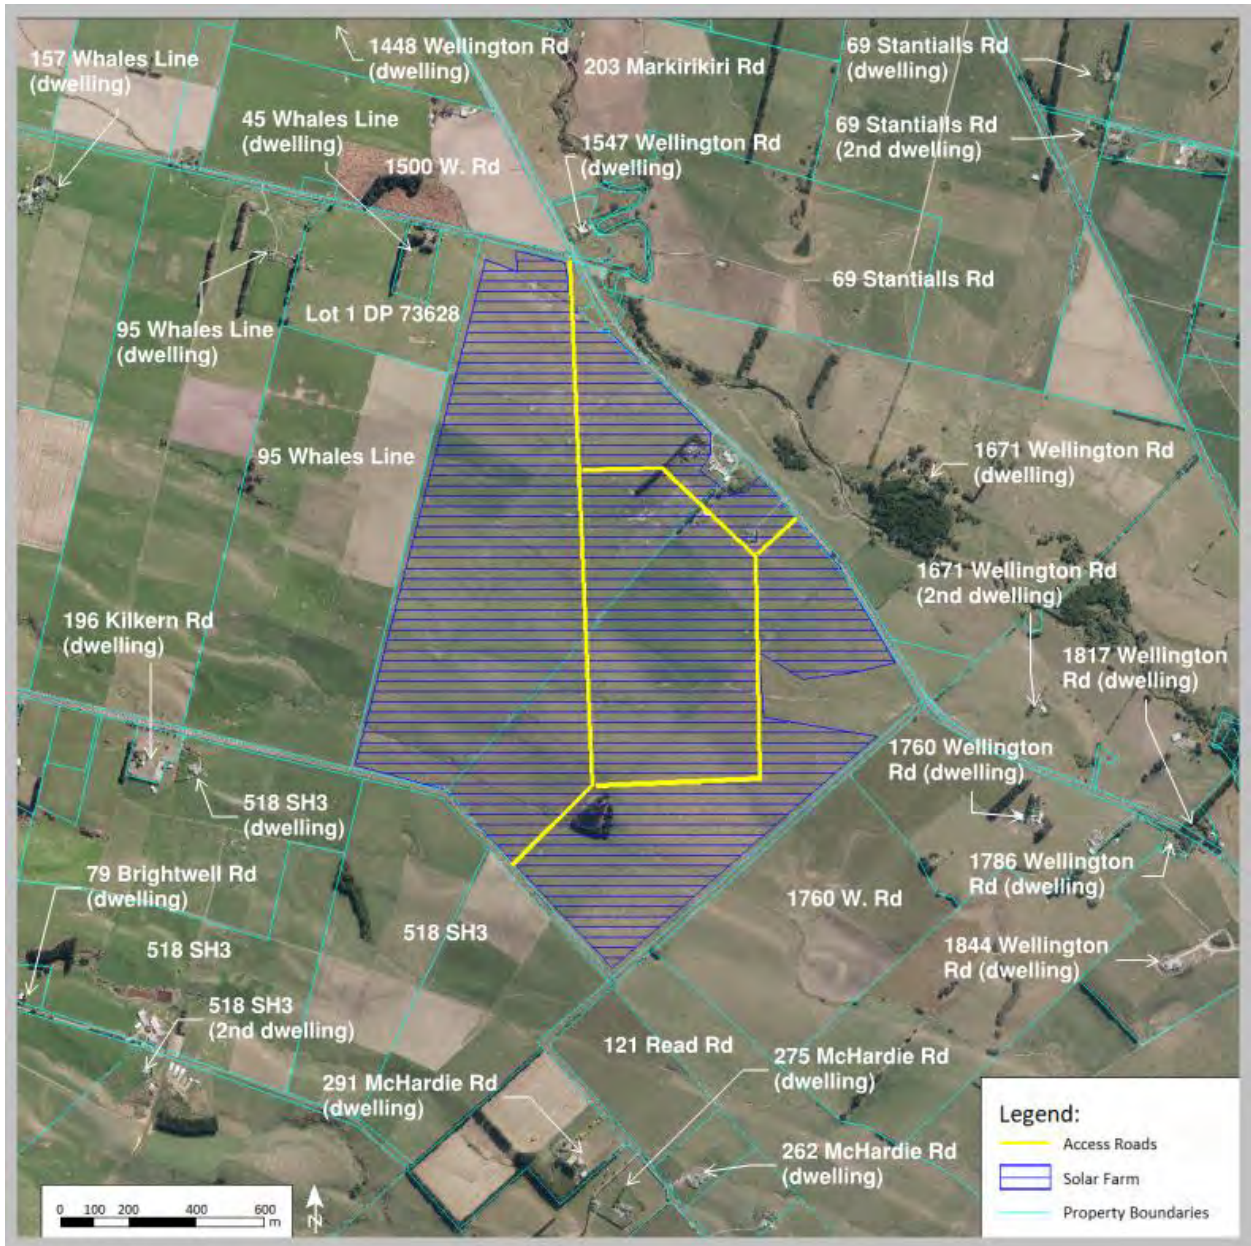 157 Whales Line
(dwelling)
1448 Wellington Rd
(dwelling)
203 Markirikiri Rd
69 Stantialls Rd
(dwelling)
45 Whales Line
(dwelling)
1500 W. Rd
1547 Wellington Rd
(dwelling)
69 Stantialls Rd
(2nd dwelling)
69 Stantialls Rd
Lot 1 DP 73628
95 Whales Line
(dwelling)
95 Whales Line
1671 Wellington Rd
(dwelling)
1671 Wellington Rd
(2nd dwelling)
196 Kilkern Rd
(dwelling)
1817 Wellington
Rd (dwelling)
1760 Wellington
Rd (dwelling)
518 SH3
(dwelling)
1786 Wellington
Rd (dwelling)
79 Brightwell Rd
(dwelling)
1760 W. Rd
518 SH3
518 SH3
1844 Wellington
Rd (dwelling)
518 SH3
(2nd dwelling)
121 Read Rd
275 McHardie Rd
(dwelling)
291 McHardie Rd
(dwelling)
262 McHardie Rd
(dwelling)
Legend:
Access Roads
Solar Farm
Property Boundaries
0 100 200 400 600
m
N